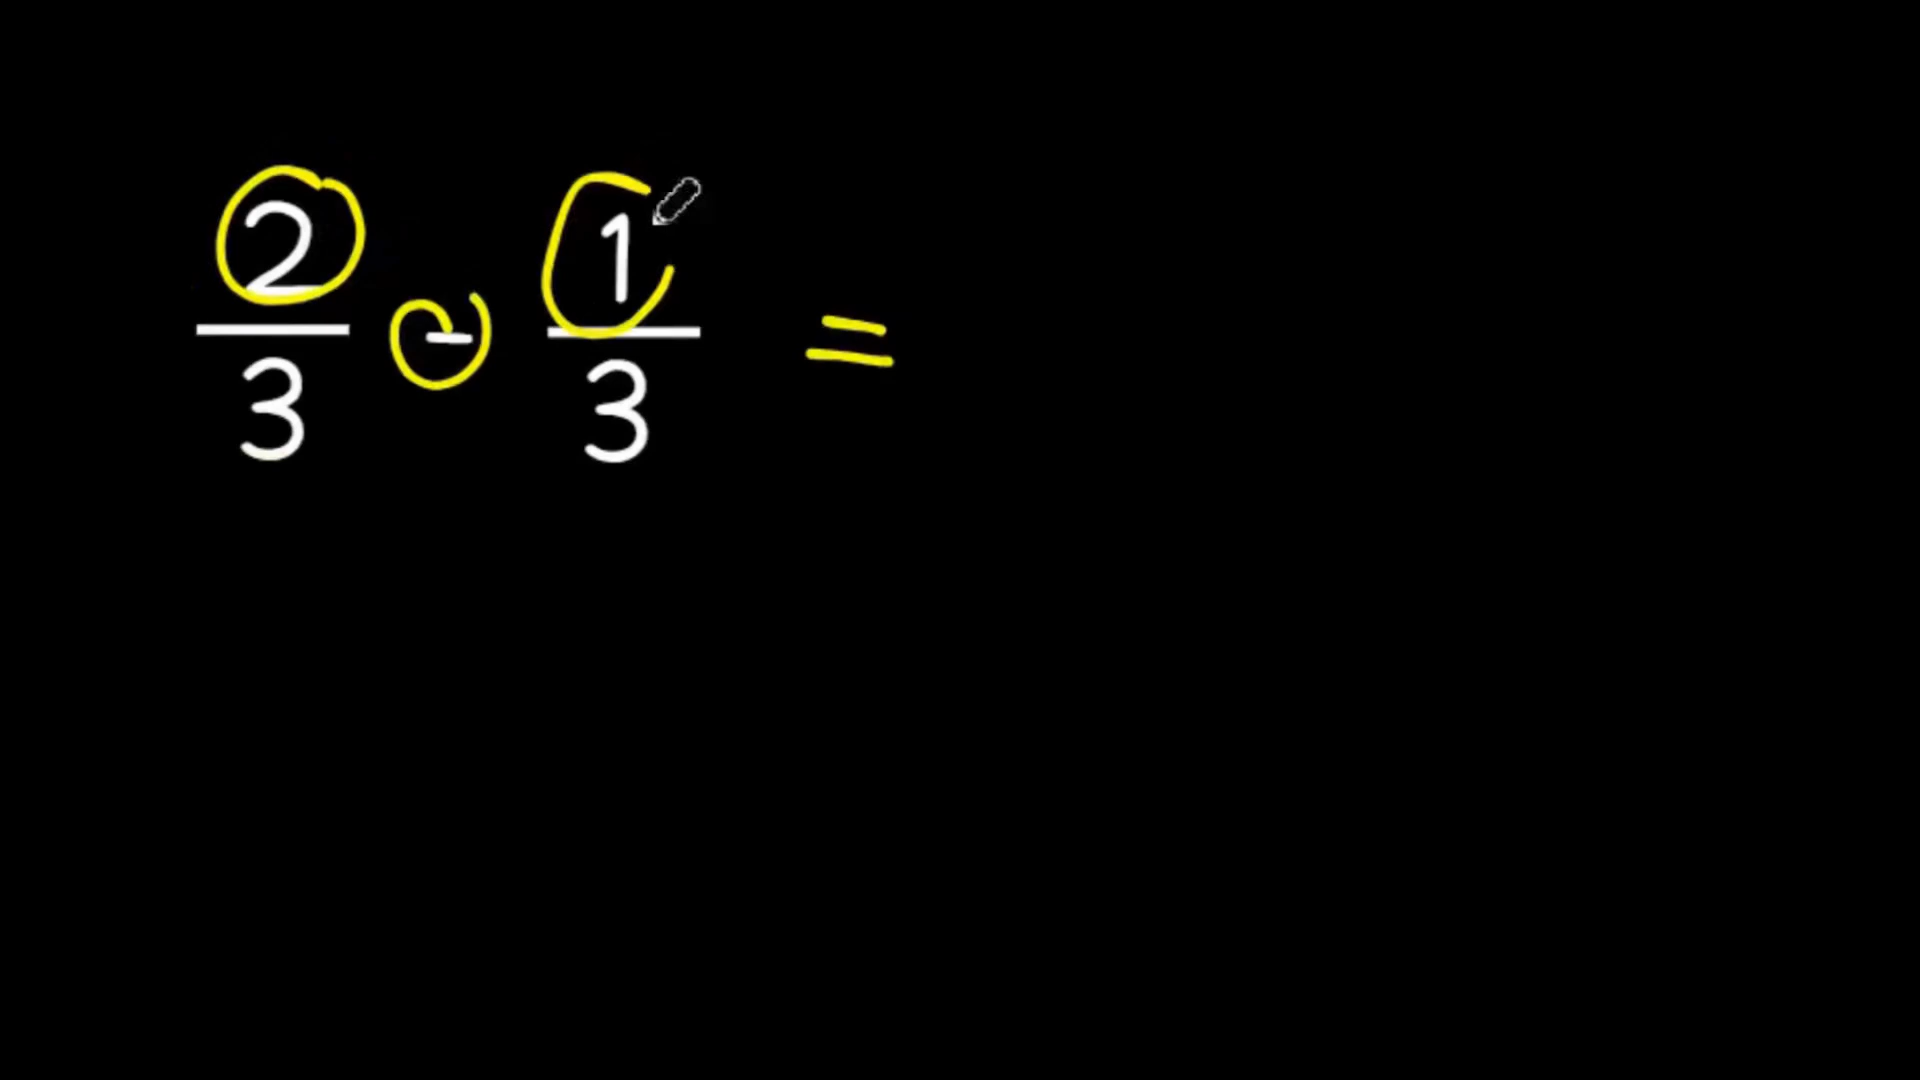 2/3 - 1/3 =